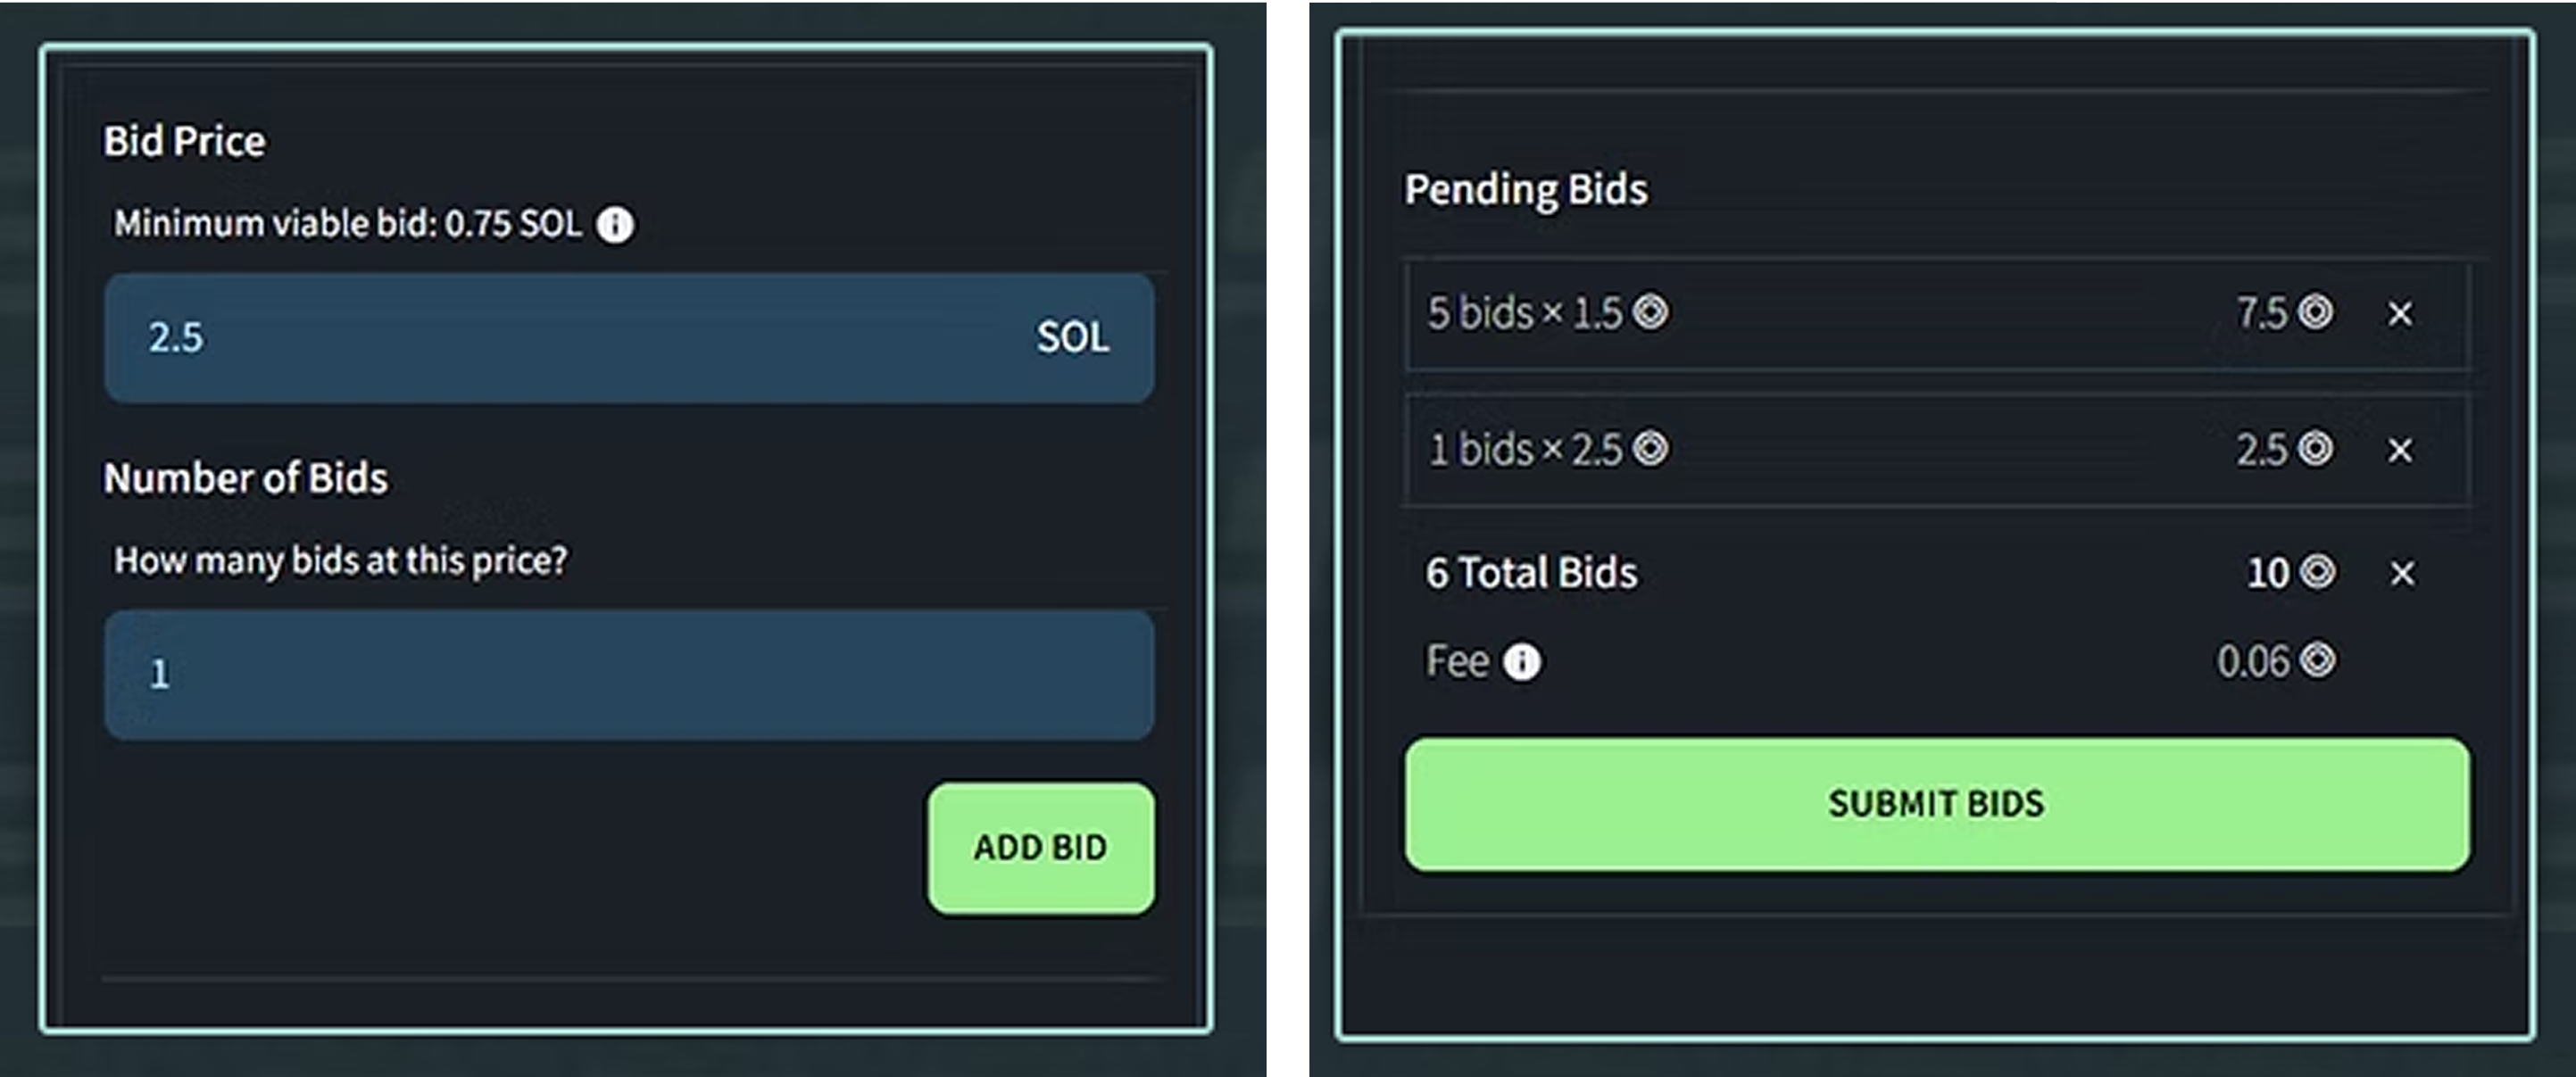 Bid Price
Minimum viable bid: 0.75 SOL
2.5 SOL
Number of Bids
How many bids at this price?
1
ADD BID
Pending Bids
5 bids × 1.5 7.5 ×
1 bids × 2.5 2.5 ×
6 Total Bids 10 ×
Fee 0.06
SUBMIT BIDS